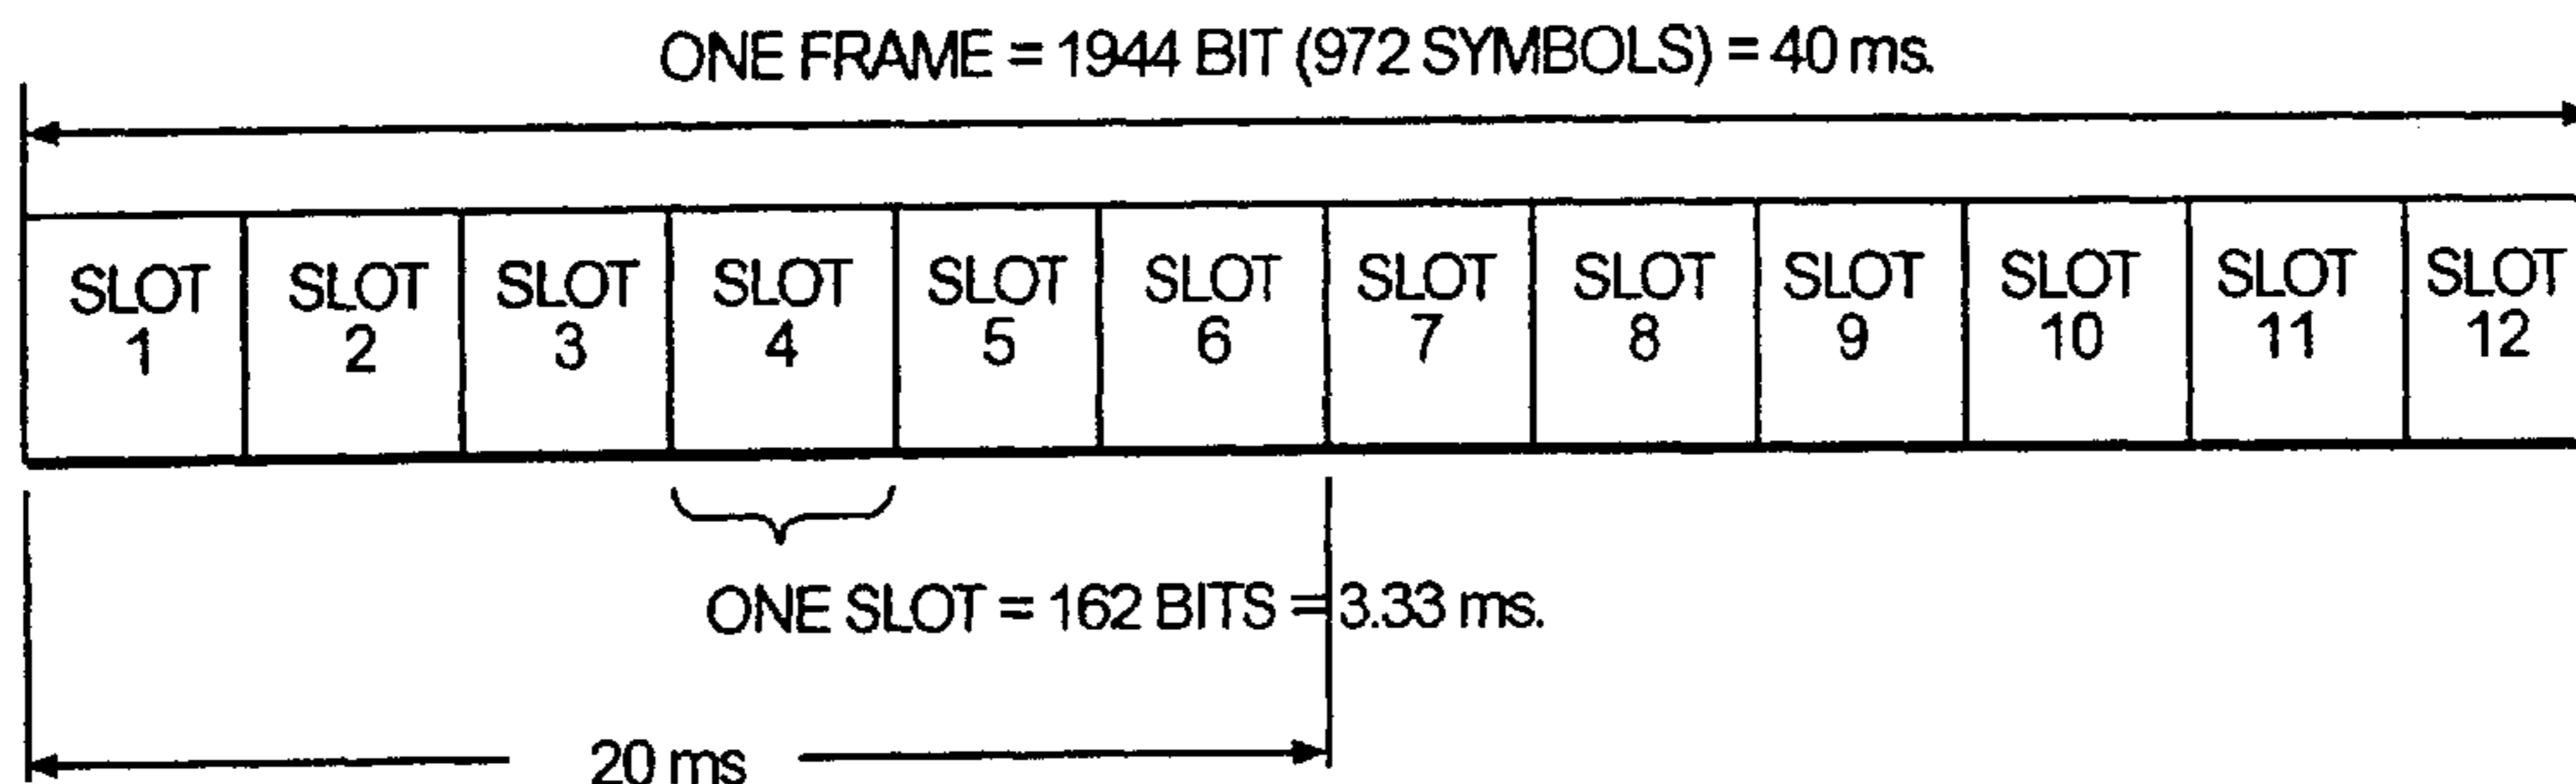 ONE FRAME = 1944 BIT (972 SYMBOLS) = 40 ms.
SLOT 1
SLOT 2
SLOT 3
SLOT 4
SLOT 5
SLOT 6
SLOT 7
SLOT 8
SLOT 9
SLOT 10
SLOT 11
SLOT 12
ONE SLOT = 162 BITS = 3.33 ms.
20 ms